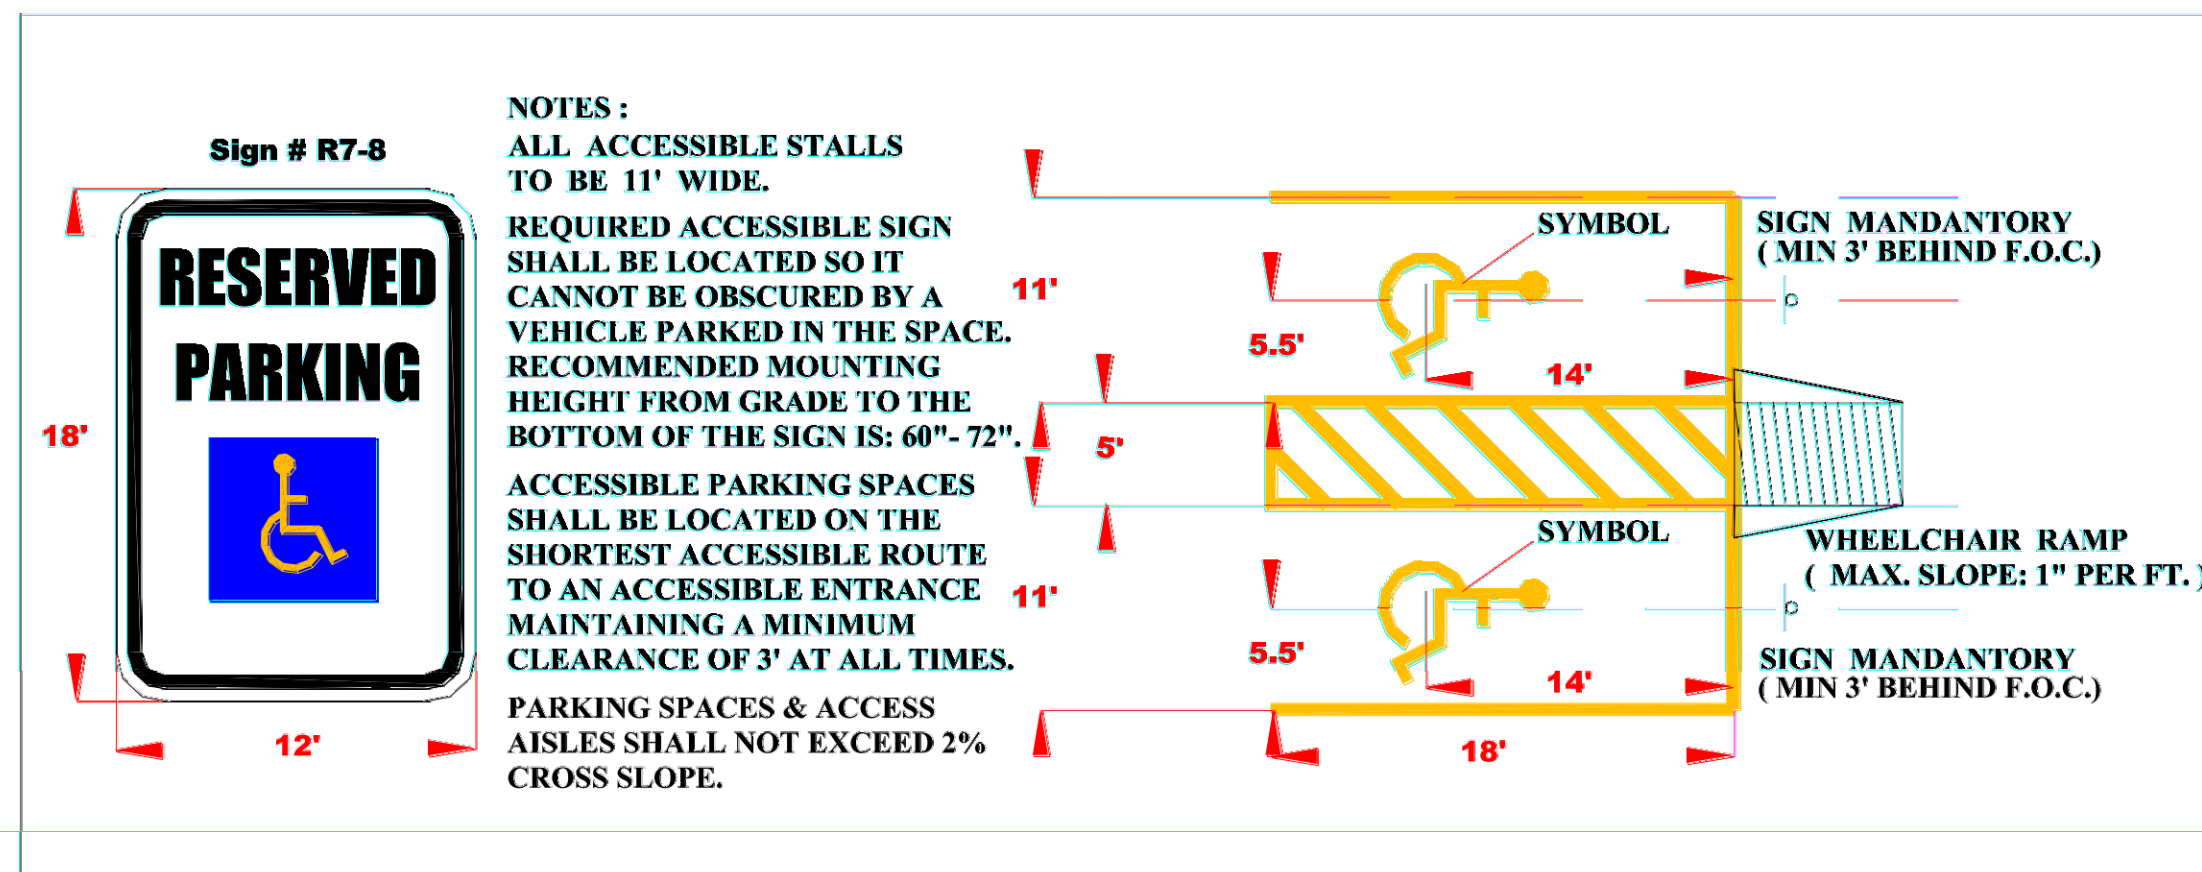 Sign # R7-8
RESERVED
PARKING
18'
12'
NOTES :
ALL ACCESSIBLE STALLS
TO BE 11' WIDE.
REQUIRED ACCESSIBLE SIGN
SHALL BE LOCATED SO IT
CANNOT BE OBSCURED BY A
VEHICLE PARKED IN THE SPACE.
RECOMMENDED MOUNTING
HEIGHT FROM GRADE TO THE
BOTTOM OF THE SIGN IS: 60"- 72".
ACCESSIBLE PARKING SPACES
SHALL BE LOCATED ON THE
SHORTEST ACCESSIBLE ROUTE
TO AN ACCESSIBLE ENTRANCE
MAINTAINING A MINIMUM
CLEARANCE OF 3' AT ALL TIMES.
PARKING SPACES & ACCESS
AISLES SHALL NOT EXCEED 2%
CROSS SLOPE.
SYMBOL
SIGN MANDANTORY
( MIN 3' BEHIND F.O.C.)
11'
5.5'
14'
5'
SYMBOL
WHEELCHAIR RAMP
( MAX. SLOPE: 1" PER FT. )
11'
5.5'
14'
SIGN MANDANTORY
( MIN 3' BEHIND F.O.C.)
18'